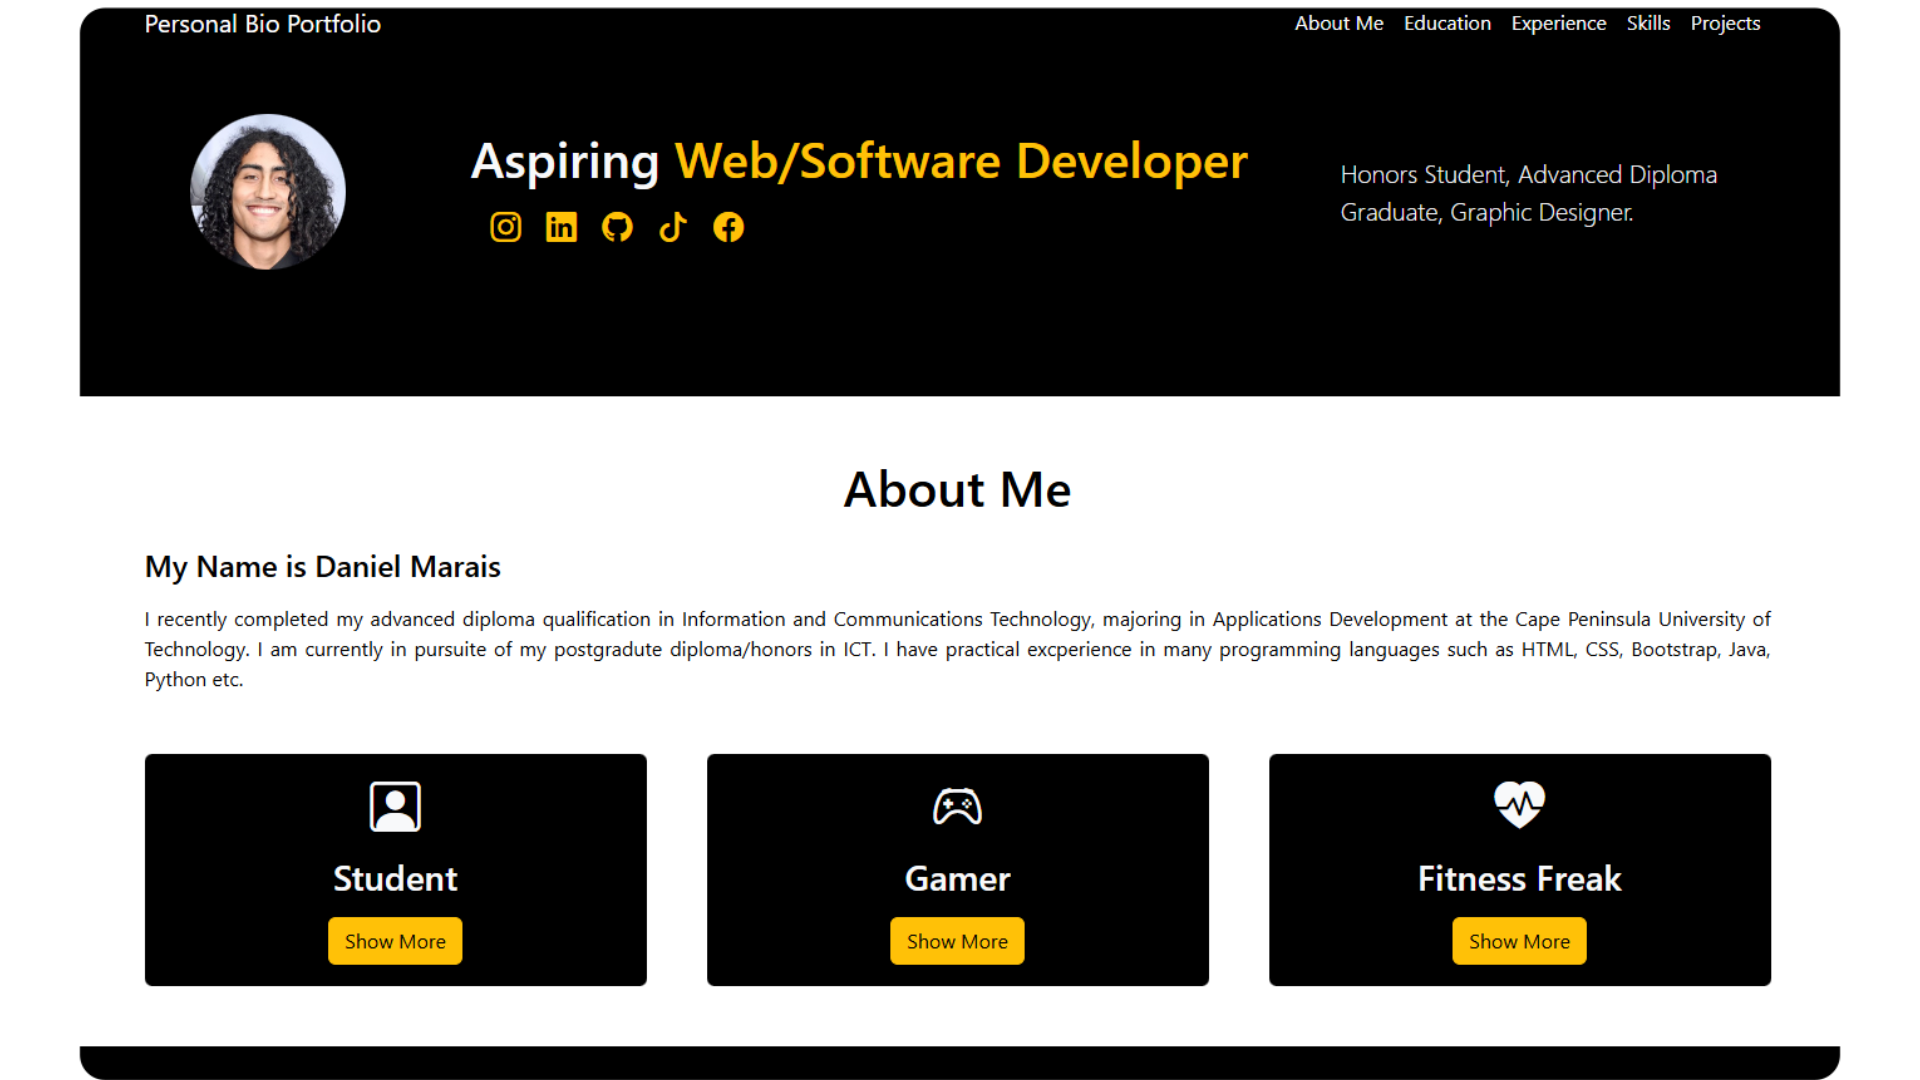 Personal Bio Portfolio
About Me Education Experience Skills Projects
Aspiring Web/Software Developer
Honors Student, Advanced Diploma
Graduate, Graphic Designer.
About Me
My Name is Daniel Marais
I recently completed my advanced diploma qualification in Information and Communications Technology, majoring in Applications Development at the Cape Peninsula University of
Technology. I am currently in pursuite of my postgradute diploma/honors in ICT. I have practical excperience in many programming languages such as HTML, CSS, Bootstrap, Java,
Python etc.
Student
Show More
Gamer
Show More
Fitness Freak
Show More